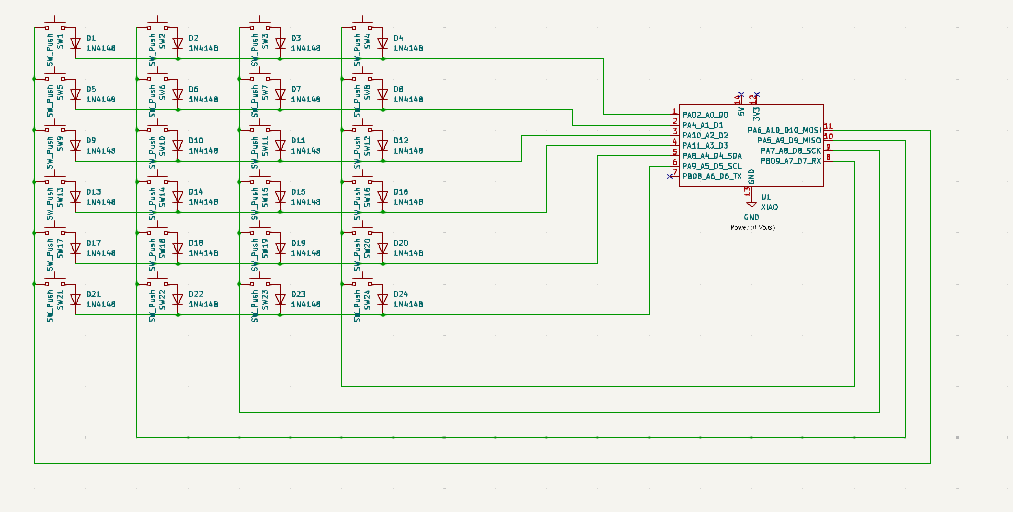 SW_Push
SW1
D1
1N4148
SW_Push
SW2
D2
1N4148
SW_Push
SW3
D3
1N4148
SW_Push
SW4
D4
1N4148
SW_Push
SW5
D5
1N4148
SW_Push
SW6
D6
1N4148
SW_Push
SW7
D7
1N4148
SW_Push
SW8
D8
1N4148
SW_Push
SW9
D9
1N4148
SW_Push
SW10
D10
1N4148
SW_Push
SW11
D11
1N4148
SW_Push
SW12
D12
1N4148
SW_Push
SW13
D13
1N4148
SW_Push
SW14
D14
1N4148
SW_Push
SW15
D15
1N4148
SW_Push
SW16
D16
1N4148
SW_Push
SW17
D17
1N4148
SW_Push
SW18
D18
1N4148
SW_Push
SW19
D19
1N4148
SW_Push
SW20
D20
1N4148
SW_Push
SW21
D21
1N4148
SW_Push
SW22
D22
1N4148
SW_Push
SW23
D23
1N4148
SW_Push
SW24
D24
1N4148
14
5V
12
3V3
1 PA02_A0_D0
2 PA4_A1_D1
3 PA10_A2_D2
4 PA11_A3_D3
5 PA8_A4_D4_SDA
6 PA9_A5_D5_SCL
7 PB08_A6_D6_TX
PA6_A10_D10_MOSI 11
PA5_A9_D9_MISO 10
PA7_A8_D8_SCK 9
PB09_A7_D7_RX 8
GND
13
U1
XIAO
GND